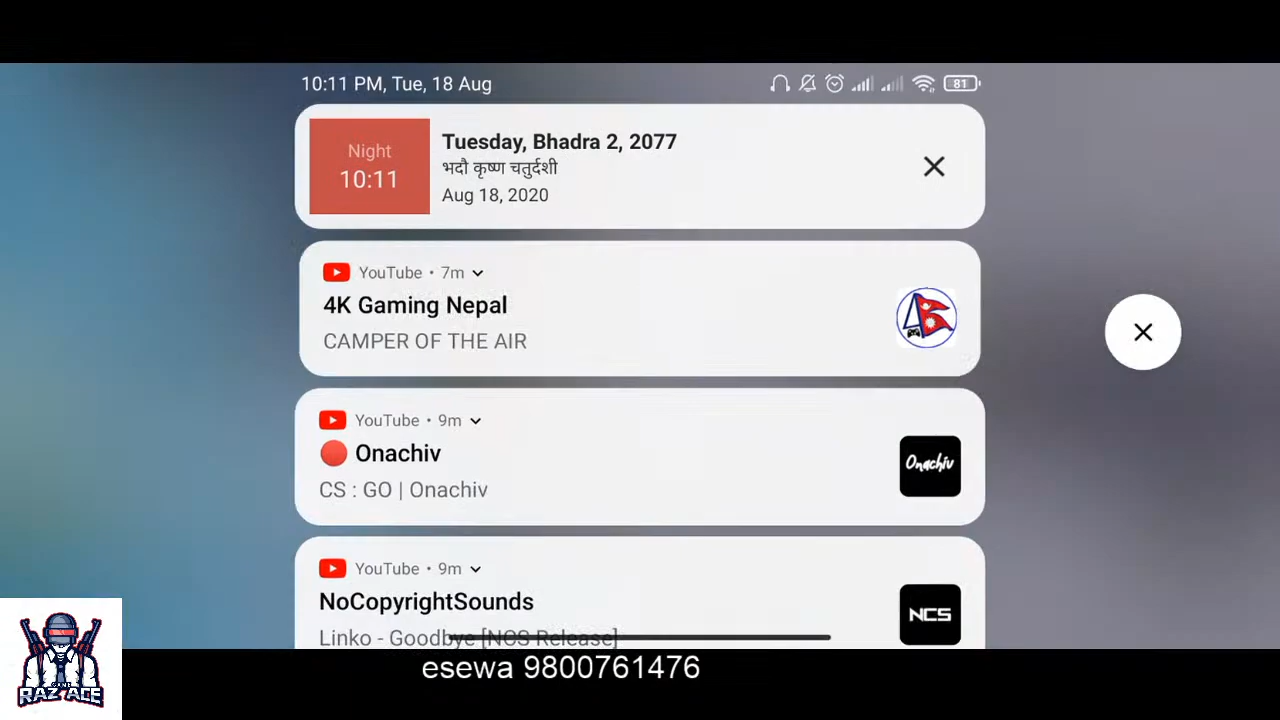 10:11 PM, Tue, 18 Aug
81
Night
10:11
Tuesday, Bhadra 2, 2077
भदौ कृष्ण चतुर्दशी
Aug 18, 2020
YouTube • 7m
4K Gaming Nepal
CAMPER OF THE AIR
YouTube • 9m
Onachiv
CS : GO | Onachiv
Onachiv
YouTube • 9m
NoCopyrightSounds
Linko - Goodbye [NCS Release]
NCS
esewa 9800761476
RAZ ACE